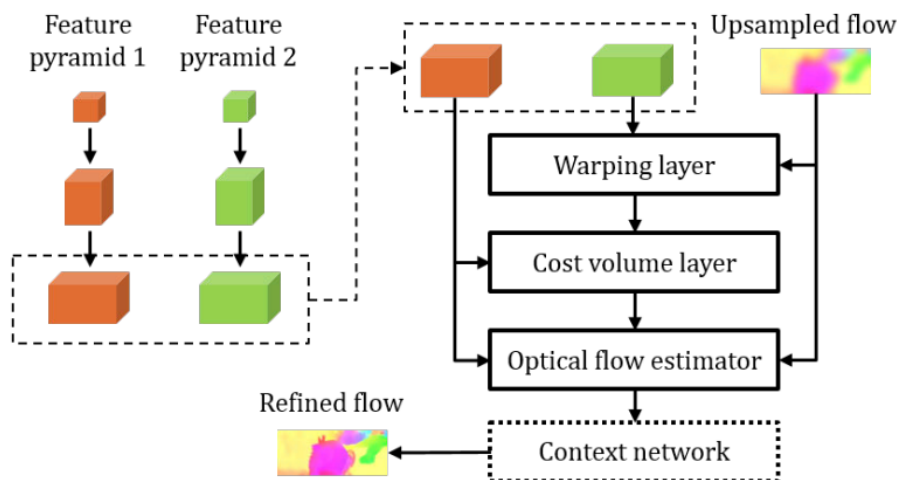 Feature
pyramid 1
Feature
pyramid 2
Upsampled flow
Warping layer
Cost volume layer
Optical flow estimator
Refined flow
Context network